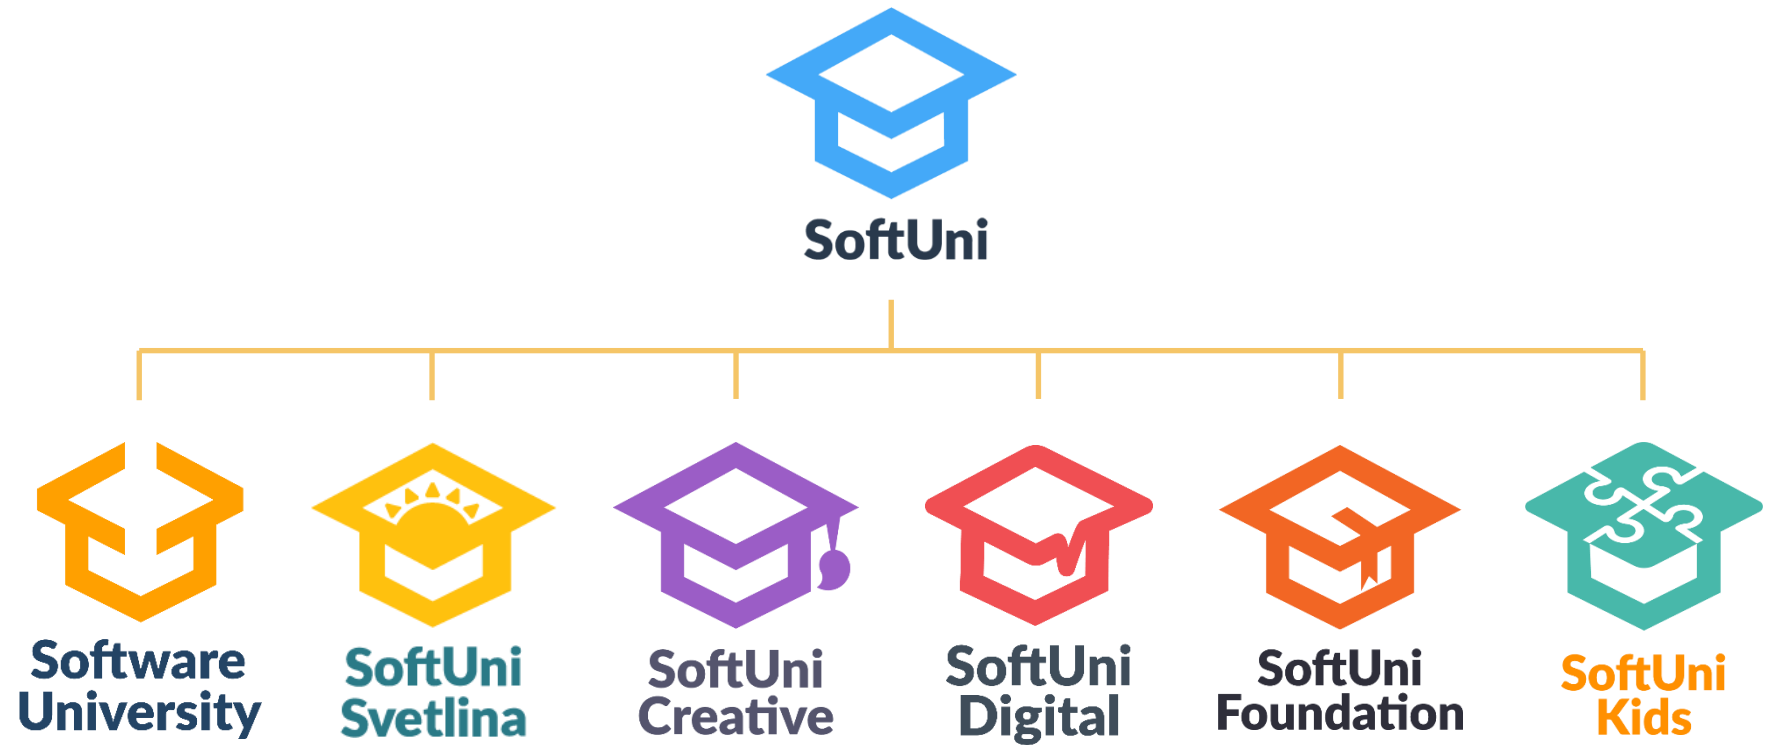 SoftUni
Software
University
SoftUni
Svetlina
SoftUni
Creative
SoftUni
Digital
SoftUni
Foundation
SoftUni
Kids